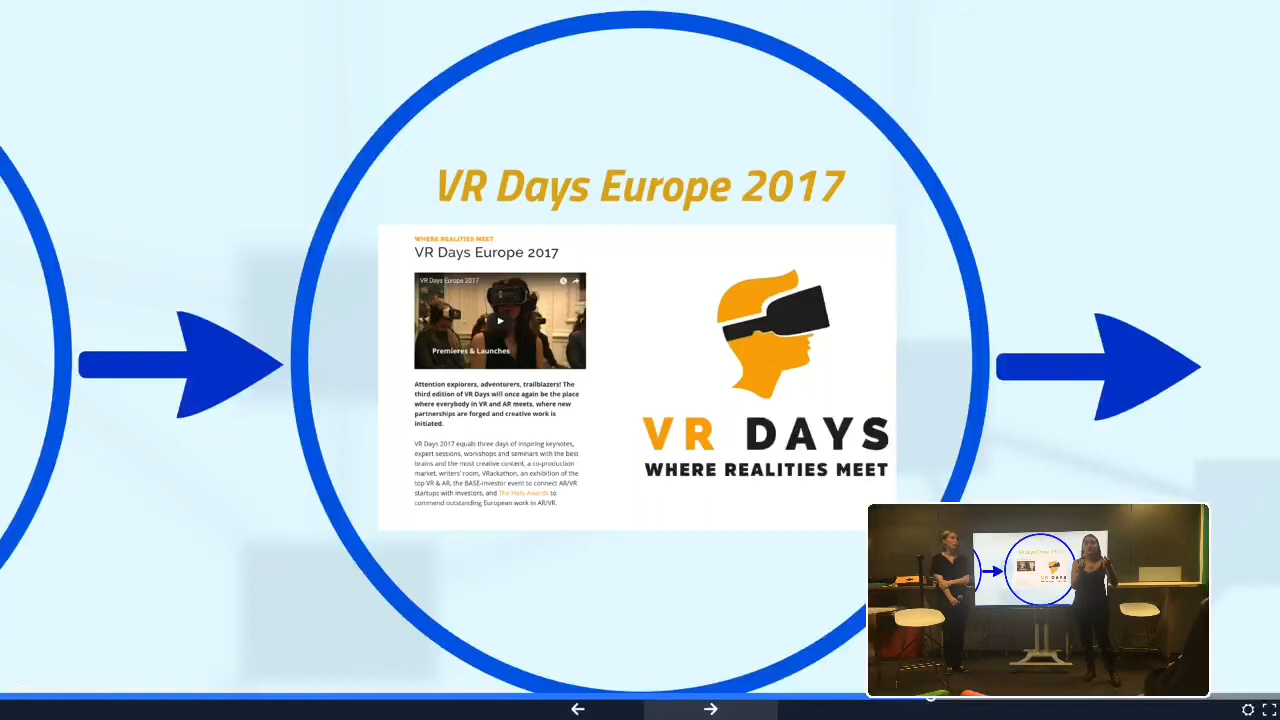 VR Days Europe 2017
WHERE REALITIES MEET
VR Days Europe 2017
VR Days Europe 2017
Premieres & Launches
Attention explorers, adventurers, trailblazers! The
third edition of VR Days will once again be the place
where everybody in VR and AR meets, where new
partnerships are forged and creative work is
initiated.
VR Days 2017 equals three days of inspiring keynotes,
expert sessions, workshops and seminars with the best
brains and the most creative content, a co-production
market, writers' room, VRackathon, an exhibition of the
top VR & AR, the BASE-investor event to connect AR/VR
startups with investors, and The Halo Awards to
commend outstanding European work in AR/VR.
VR DAYS
WHERE REALITIES MEET
VR Days Europe 2017
VR DAYS